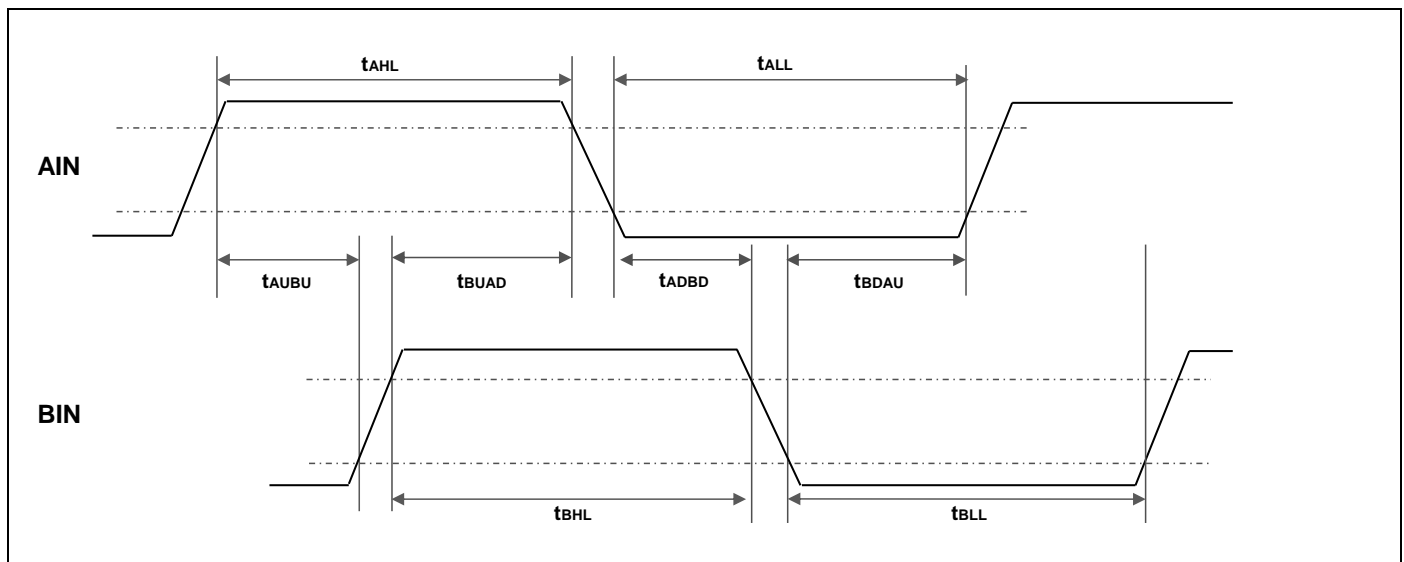 tAHL
tALL
AIN
tAUBU
tBUAD
tADBD
tBDAU
BIN
tBHL
tBLL